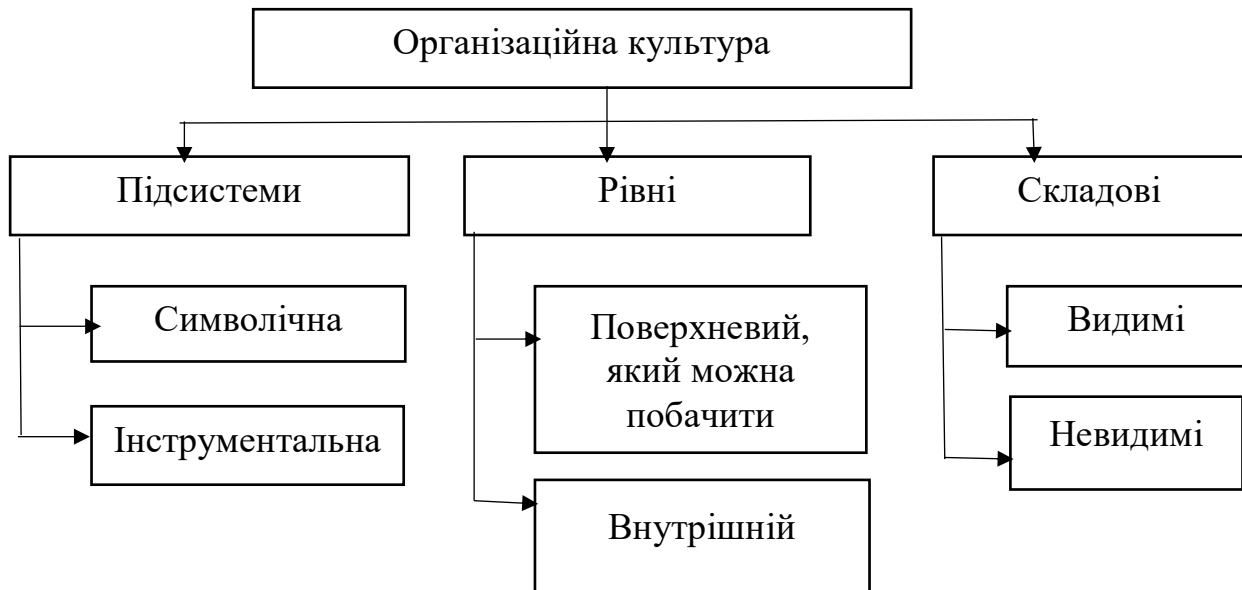 Організаційна культура
Підсистеми
Рівні
Складові
Символічна
Інструментальна
Поверхневий,
який можна
побачити
Внутрішній
Видимі
Невидимі